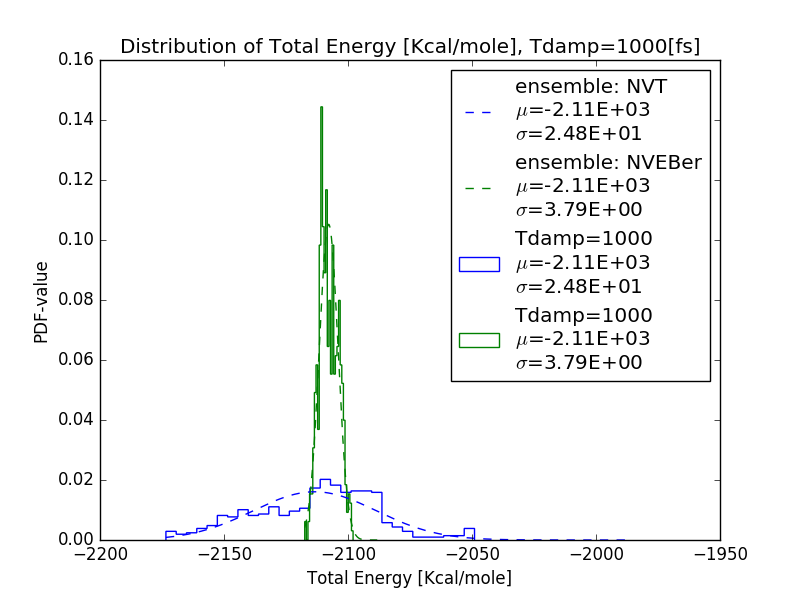 Distribution of Total Energy [Kcal/mole], Tdamp=1000[fs]
0.16
0.14
0.12
0.10
0.08
0.06
0.04
0.02
0.00
PDF-value
ensemble: NVT
μ=-2.11E+03
σ=2.48E+01
ensemble: NVEBer
μ=-2.11E+03
σ=3.79E+00
Tdamp=1000
μ=-2.11E+03
σ=2.48E+01
Tdamp=1000
μ=-2.11E+03
σ=3.79E+00
−2200 −2150 −2100 −2050 −2000 −1950
Total Energy [Kcal/mole]